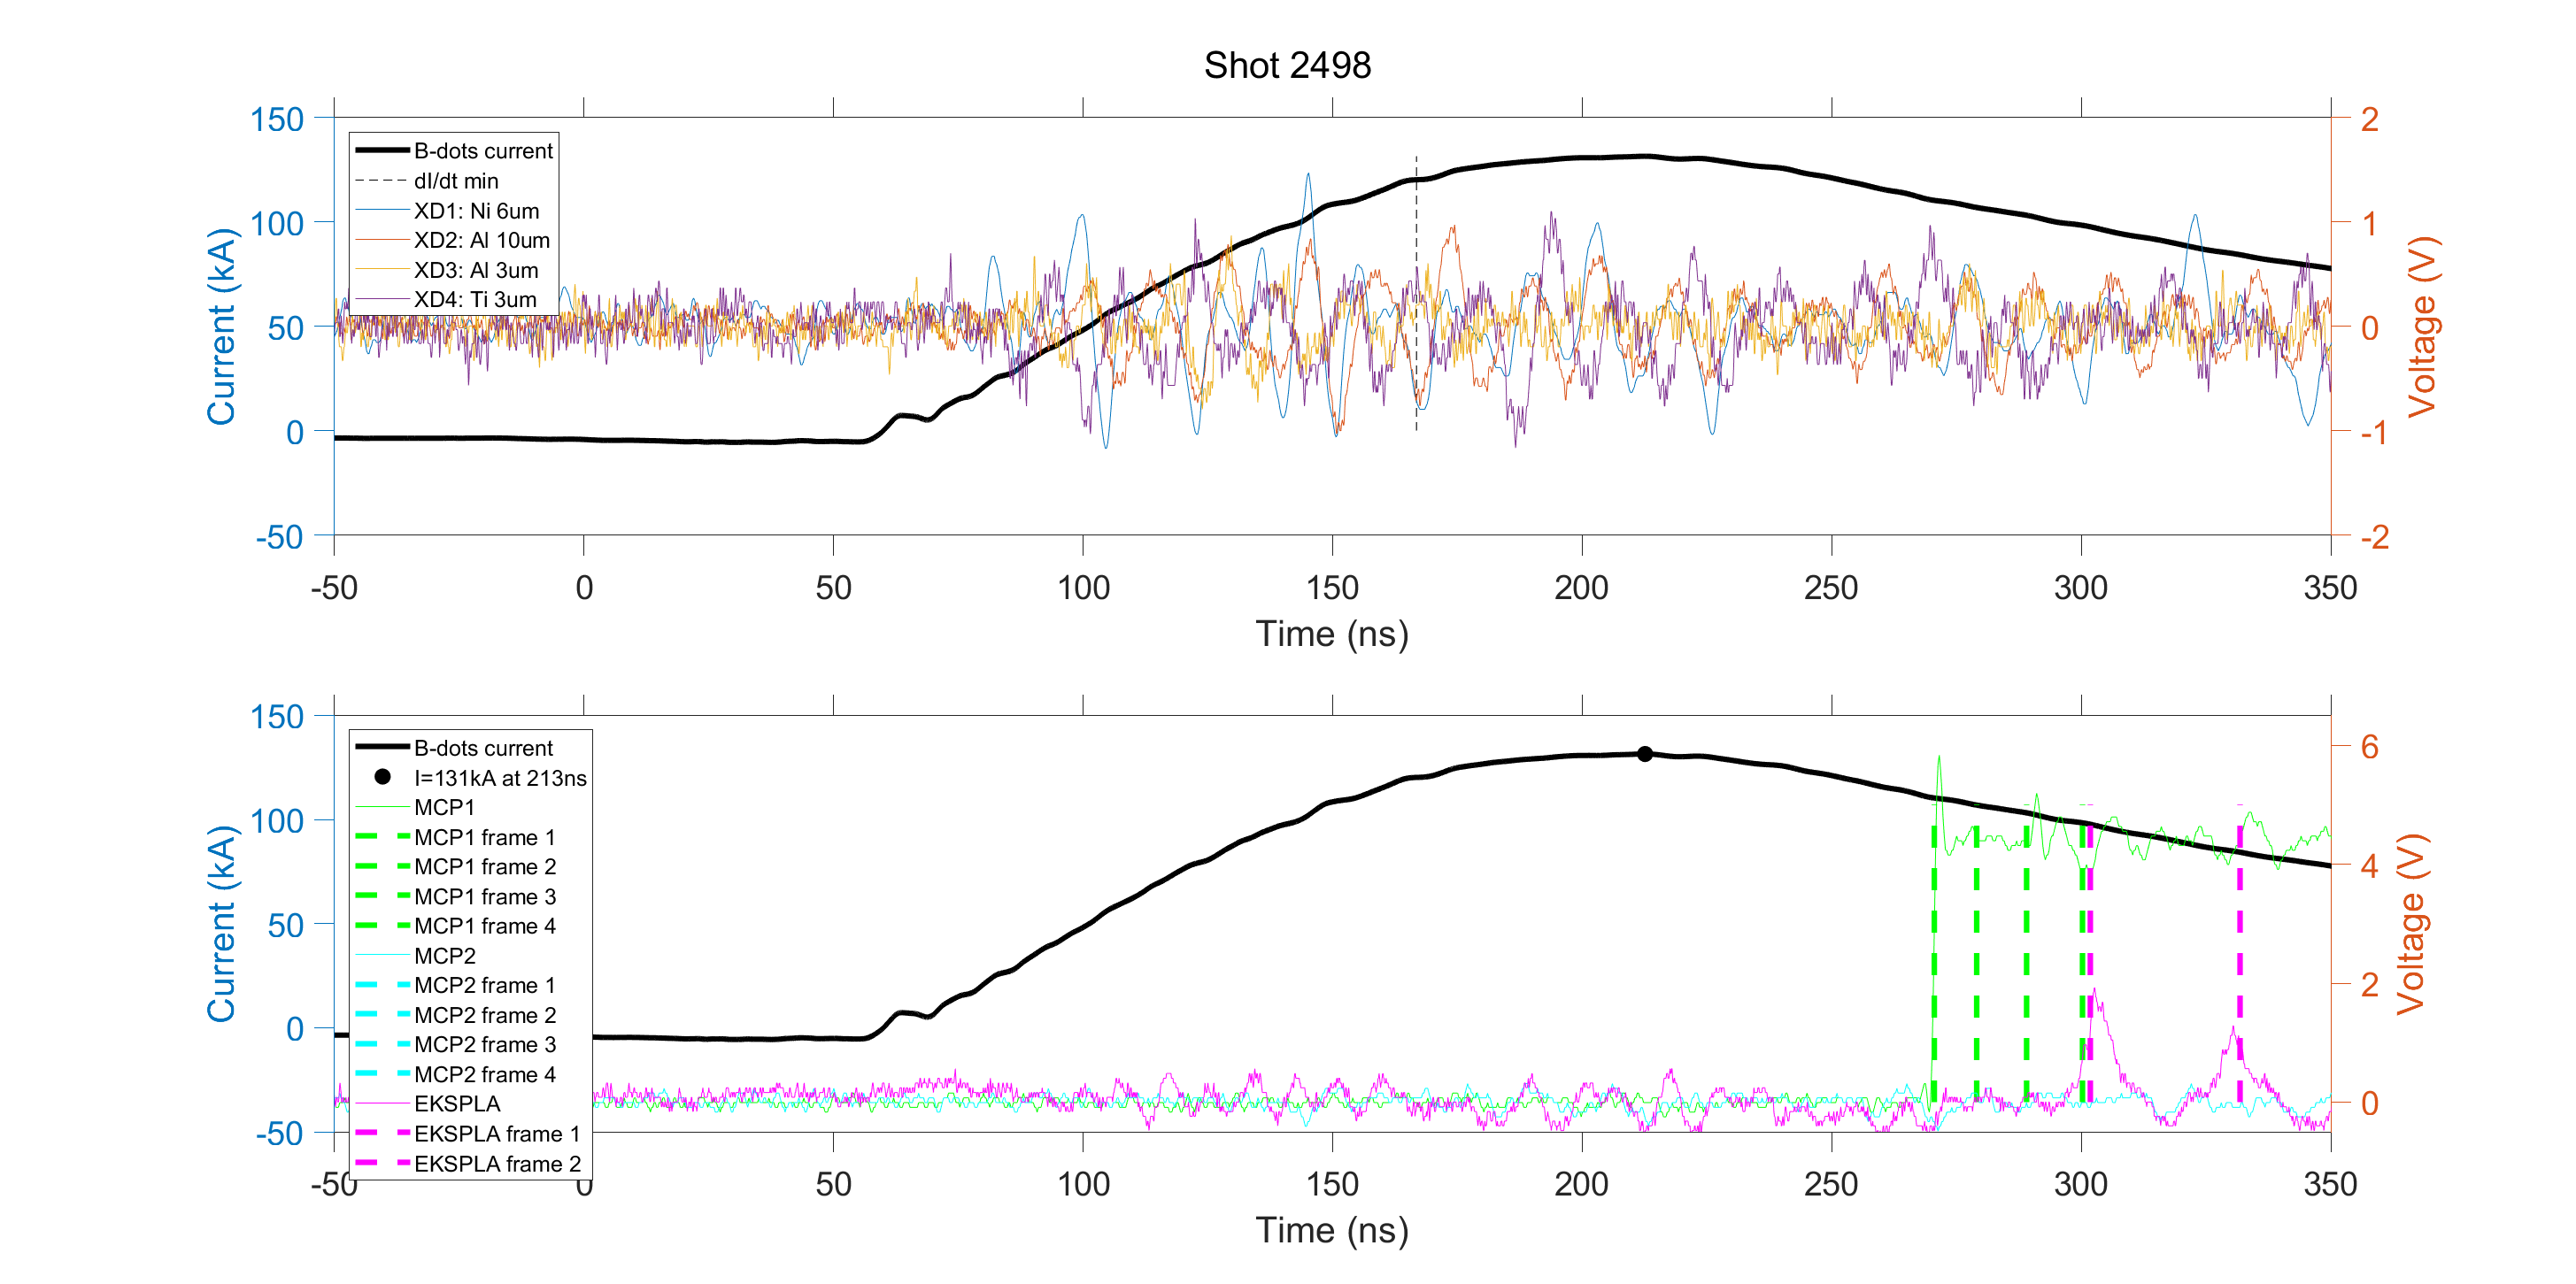 Shot 2498
150
100
50
0
-50
Current (kA)
B-dots current
dI/dt min
XD1: Ni 6um
XD2: Al 10um
XD3: Al 3um
XD4: Ti 3um
2
1
0
-1
-2
Voltage (V)
-50 0 50 100 150 200 250 300 350
Time (ns)
150
100
50
0
-50
Current (kA)
B-dots current
I=131kA at 213ns
MCP1
MCP1 frame 1
MCP1 frame 2
MCP1 frame 3
MCP1 frame 4
MCP2
MCP2 frame 1
MCP2 frame 2
MCP2 frame 3
MCP2 frame 4
EKSPLA
EKSPLA frame 1
EKSPLA frame 2
6
4
2
0
Voltage (V)
-50 0 50 100 150 200 250 300 350
Time (ns)